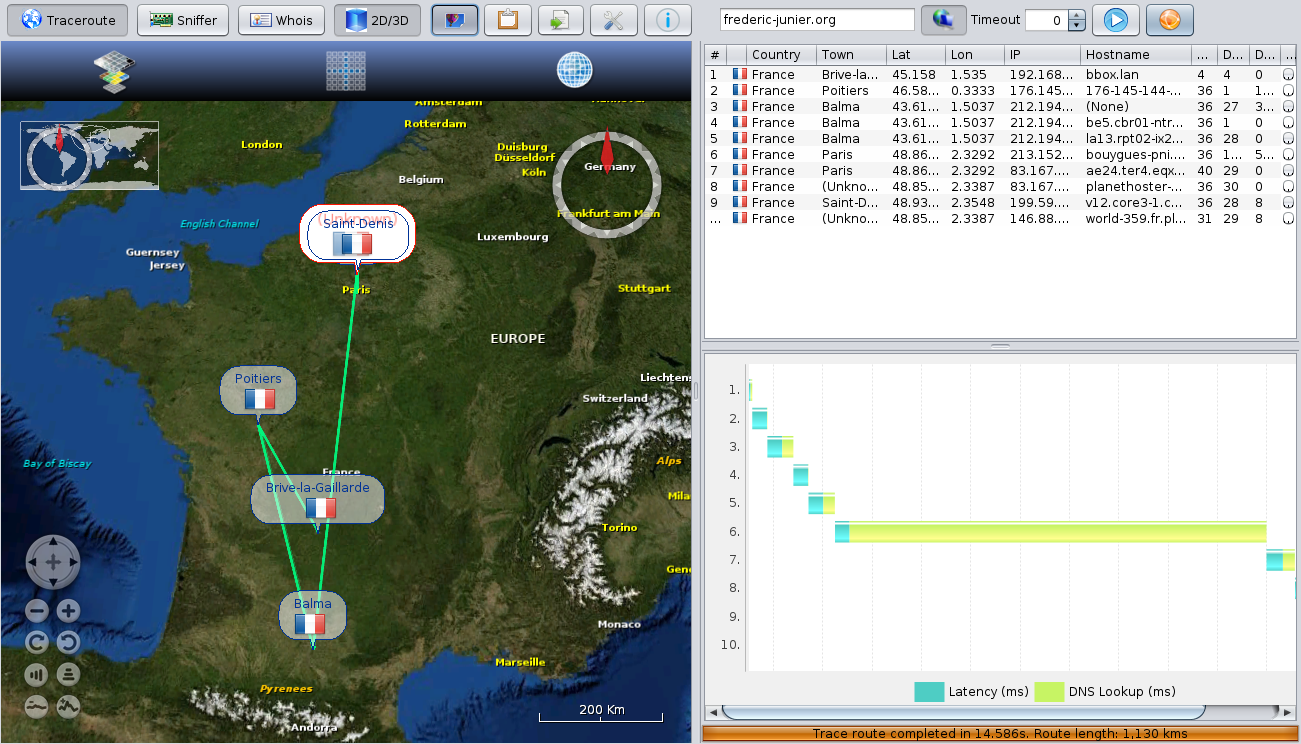 Traceroute Sniffer Whois 2D/3D
frederic-junier.org Timeout 0
# Country Town Lat Lon IP Hostname ... D... D... ...
1 France Brive-la... 45.158 1.535 192.168... bbox.lan 4 4 0
2 France Poitiers 46.58... 0.3333 176.145... 176-145-144-... 36 1 1...
3 France Balma 43.61... 1.5037 212.194... (None) 36 27 3...
4 France Balma 43.61... 1.5037 212.194... be5.cbr01-ntr... 36 1 0
5 France Balma 43.61... 1.5037 212.194... la13.rpt02-ix2... 36 28 0
6 France Paris 48.86... 2.3292 213.152... bouygues-pni.... 36 1... 5...
7 France Paris 48.86... 2.3292 83.167.... ae24.ter4.eqx... 40 29 0
8 France (Unkno... 48.85... 2.3387 83.167.... planethoster-... 36 30 0
9 France Saint-D... 48.93... 2.3548 199.59.... v12.core3-1.c... 36 28 8
... France (Unkno... 48.85... 2.3387 146.88.... world-359.fr.pl... 31 29 8
Amsterdam
Rotterdam
London
Duisburg
Düsseldorf
Köln
Germany
Belgium
Frankfurt am Main
(Unknown)
Saint-Denis
English Channel
Luxembourg
Guernsey
Jersey
Paris
Stuttgart
EUROPE
Poitiers
Liechtens
Switzerland
Bay of Biscay
Alps
France
Brive-la-Gaillarde
Mila
Torino
Gen
Balma
Monaco
Marseille
Pyrenees
200 Km
Andorra
1.
2.
3.
4.
5.
6.
7.
8.
9.
10.
Latency (ms) DNS Lookup (ms)
Trace route completed in 14.586s. Route length: 1,130 kms